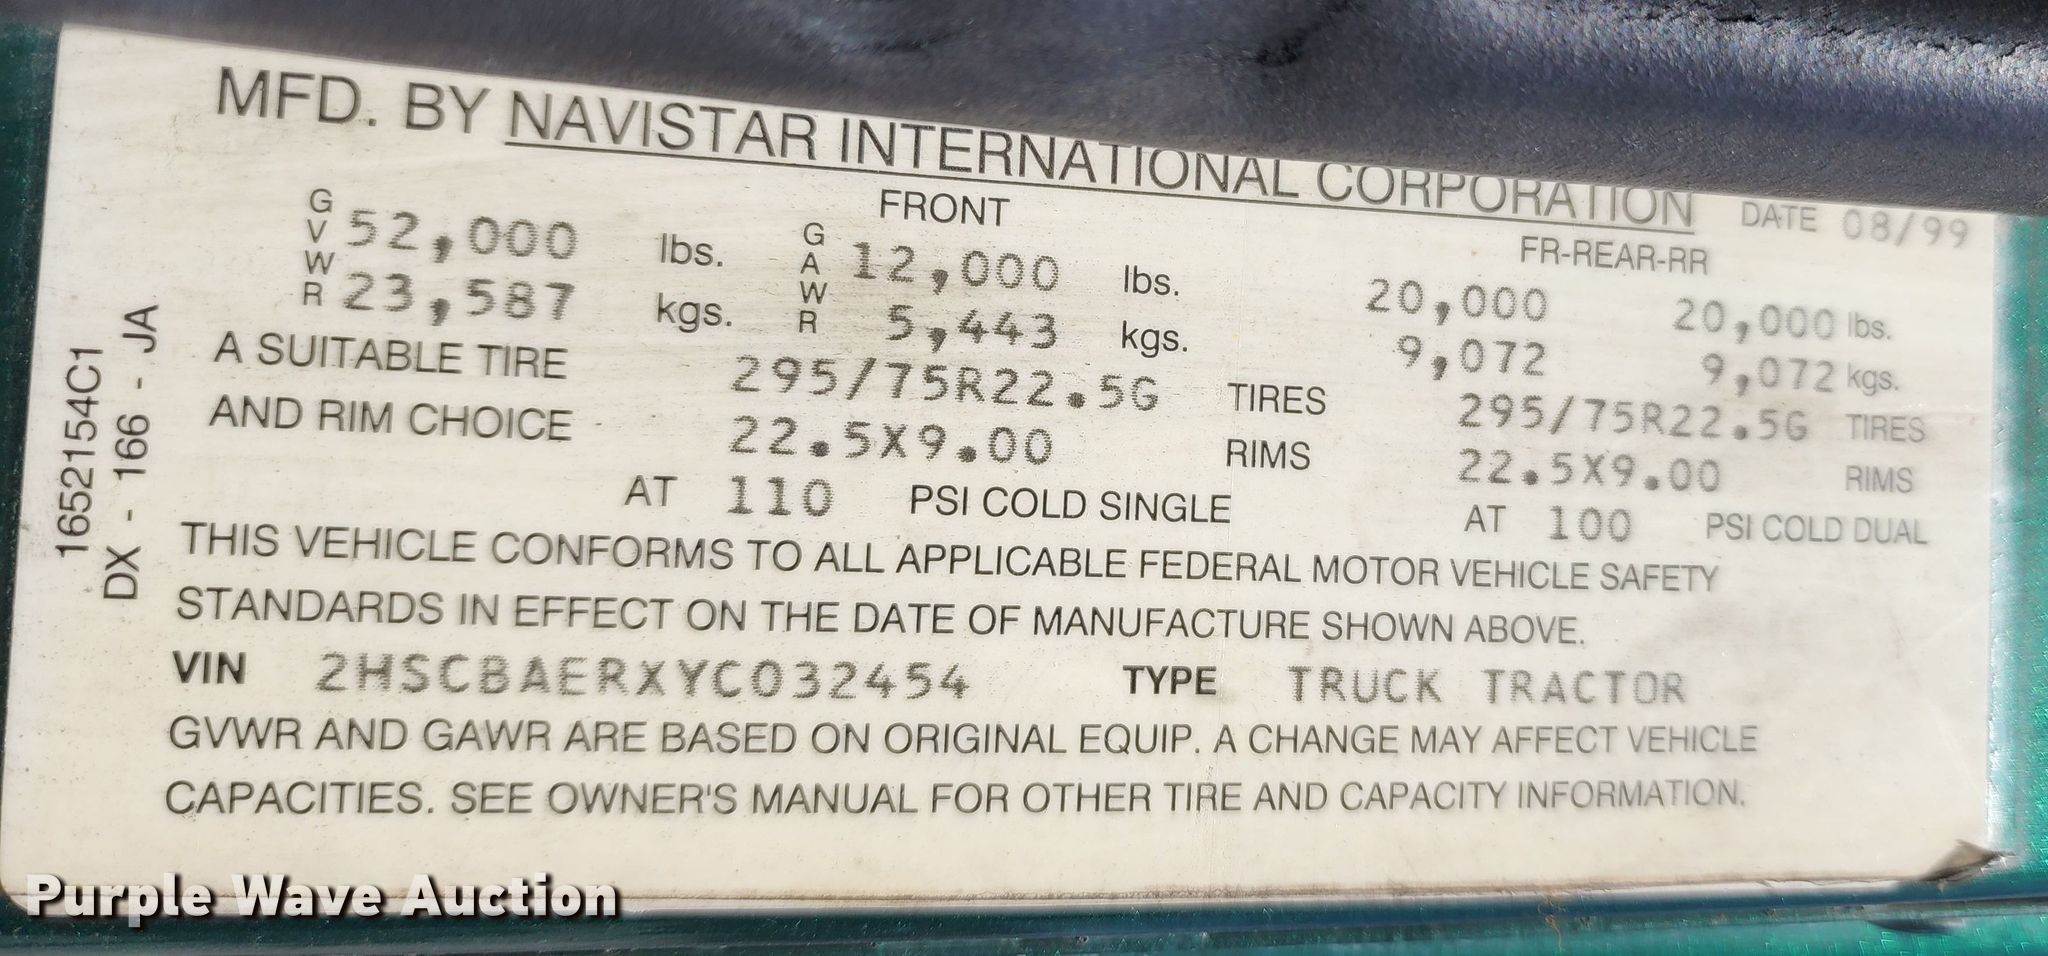 MFD. BY NAVISTAR INTERNATIONAL CORPORATION DATE 08/99
FRONT FR-REAR-RR
GVWR 52,000 lbs. GAWR 12,000 lbs. 20,000 20,000 lbs.
23,587 kgs. 5,443 kgs. 9,072 9,072 kgs.
A SUITABLE TIRE 295/75R22.5G TIRES 295/75R22.5G TIRES
AND RIM CHOICE 22.5X9.00 RIMS 22.5X9.00 RIMS
AT 110 PSI COLD SINGLE AT 100 PSI COLD DUAL
THIS VEHICLE CONFORMS TO ALL APPLICABLE FEDERAL MOTOR VEHICLE SAFETY
STANDARDS IN EFFECT ON THE DATE OF MANUFACTURE SHOWN ABOVE.
VIN 2HSCBAERXYC032454 TYPE TRUCK TRACTOR
GVWR AND GAWR ARE BASED ON ORIGINAL EQUIP. A CHANGE MAY AFFECT VEHICLE
CAPACITIES. SEE OWNER'S MANUAL FOR OTHER TIRE AND CAPACITY INFORMATION.
1652154C1
DX - 166 - JA
Purple Wave Auction